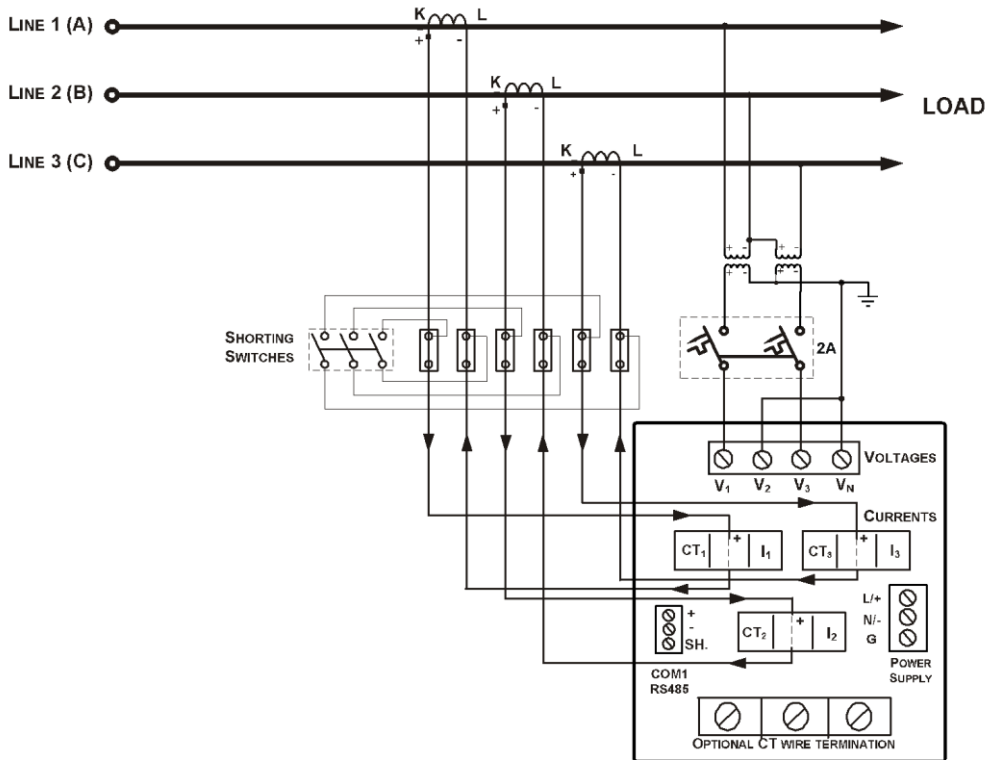 LINE 1 (A)
K L
+ -
LINE 2 (B)
K L
+ -
LOAD
LINE 3 (C)
K L
+ -
+ - + -
+ - + -
SHORTING
SWITCHES
2A
VOLTAGES
V1 V2 V3 VN
CURRENTS
CT1 + I1
CT3 + I3
L/+
N/-
G
POWER
SUPPLY
+
-
SH.
COM1
RS485
CT2 + I2
OPTIONAL CT WIRE TERMINATION